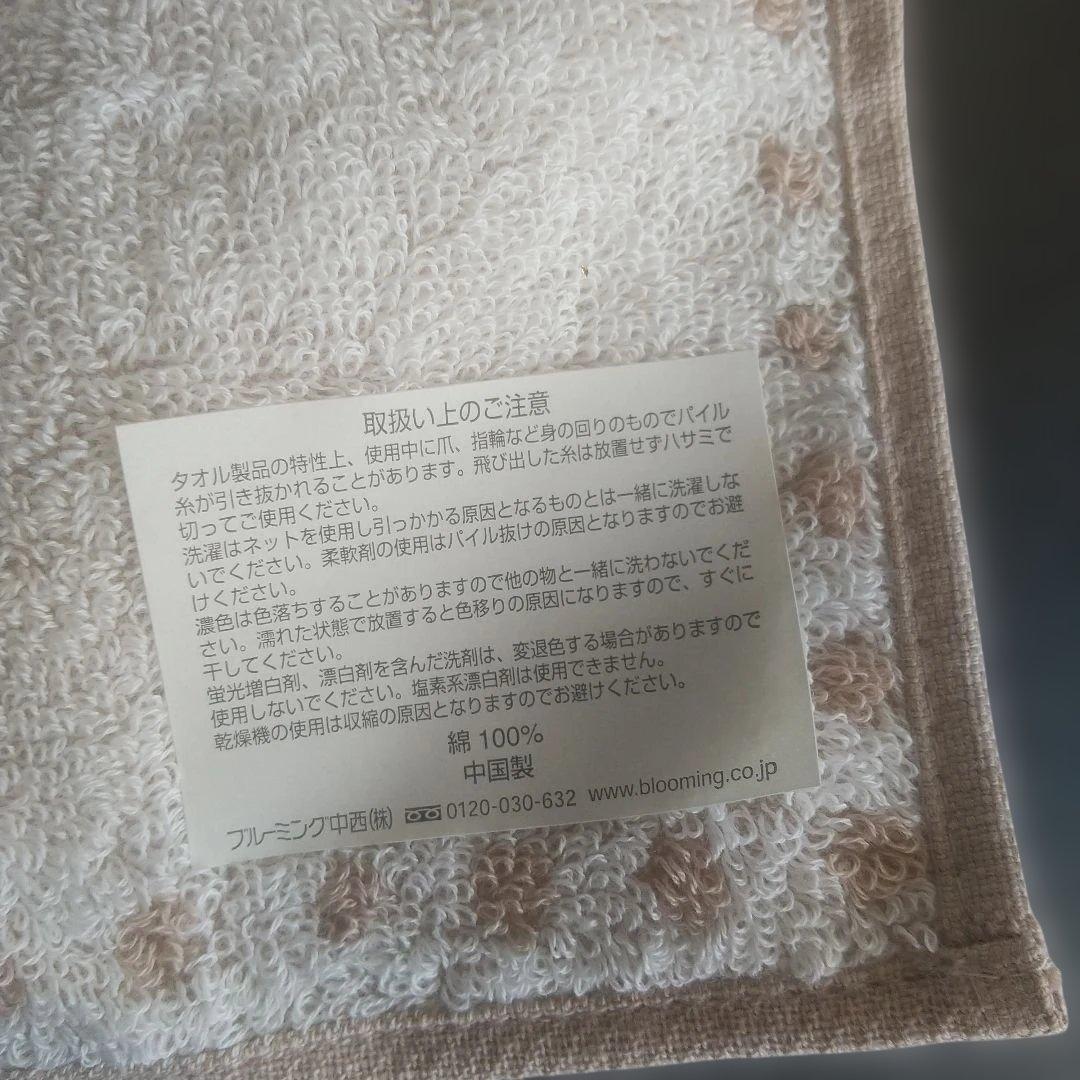 取扱い上のご注意
タオル製品の特性上、使用中に爪、指輪など身の回りのものでパイル
糸が引き抜かれることがあります。飛び出した糸は放置せずハサミで
切ってご使用ください。
洗濯はネットを使用し引っかかる原因となるものとは一緒に洗濯しな
いでください。柔軟剤の使用はパイル抜けの原因となりますのでお避
けください。
濃色は色落ちすることがありますので他の物と一緒に洗わないでくだ
さい。濡れた状態で放置すると色移りの原因になりますので、すぐに
干してください。
蛍光増白剤、漂白剤を含んだ洗剤は、変退色する場合がありますので
使用しないでください。塩素系漂白剤は使用できません。
乾燥機の使用は収縮の原因となりますのでお避けください。
綿 100%
中国製
ブルーミング中西㈱ 0120-030-632 www.blooming.co.jp